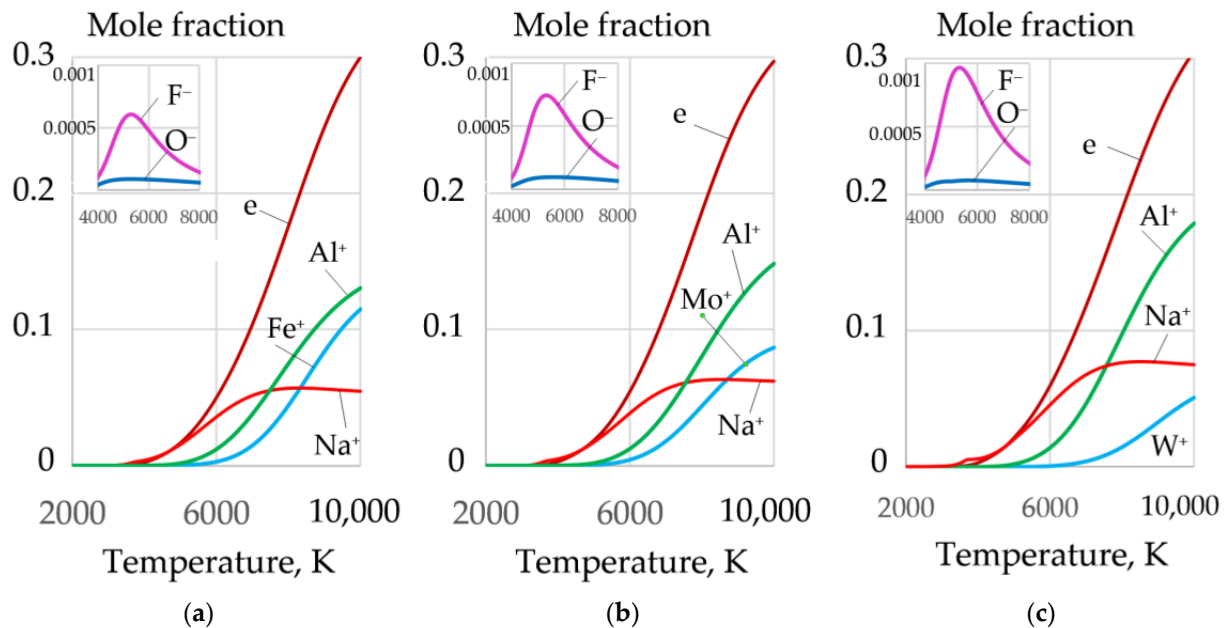 Mole fraction
0.3
0.001
F⁻
0.0005
O⁻
4000 6000 8000
0.2
e
Al⁺
0.1
Fe⁺
Na⁺
0
2000 6000 10,000
Temperature, K
(a)
Mole fraction
0.3
0.001
F⁻
0.0005
O⁻
4000 6000 8000
e
0.2
Al⁺
Mo⁺
0.1
Na⁺
0
2000 6000 10,000
Temperature, K
(b)
Mole fraction
0.3
0.001
F⁻
0.0005
O⁻
4000 6000 8000
e
0.2
Al⁺
0.1
Na⁺
W⁺
0
2000 6000 10,000
Temperature, K
(c)